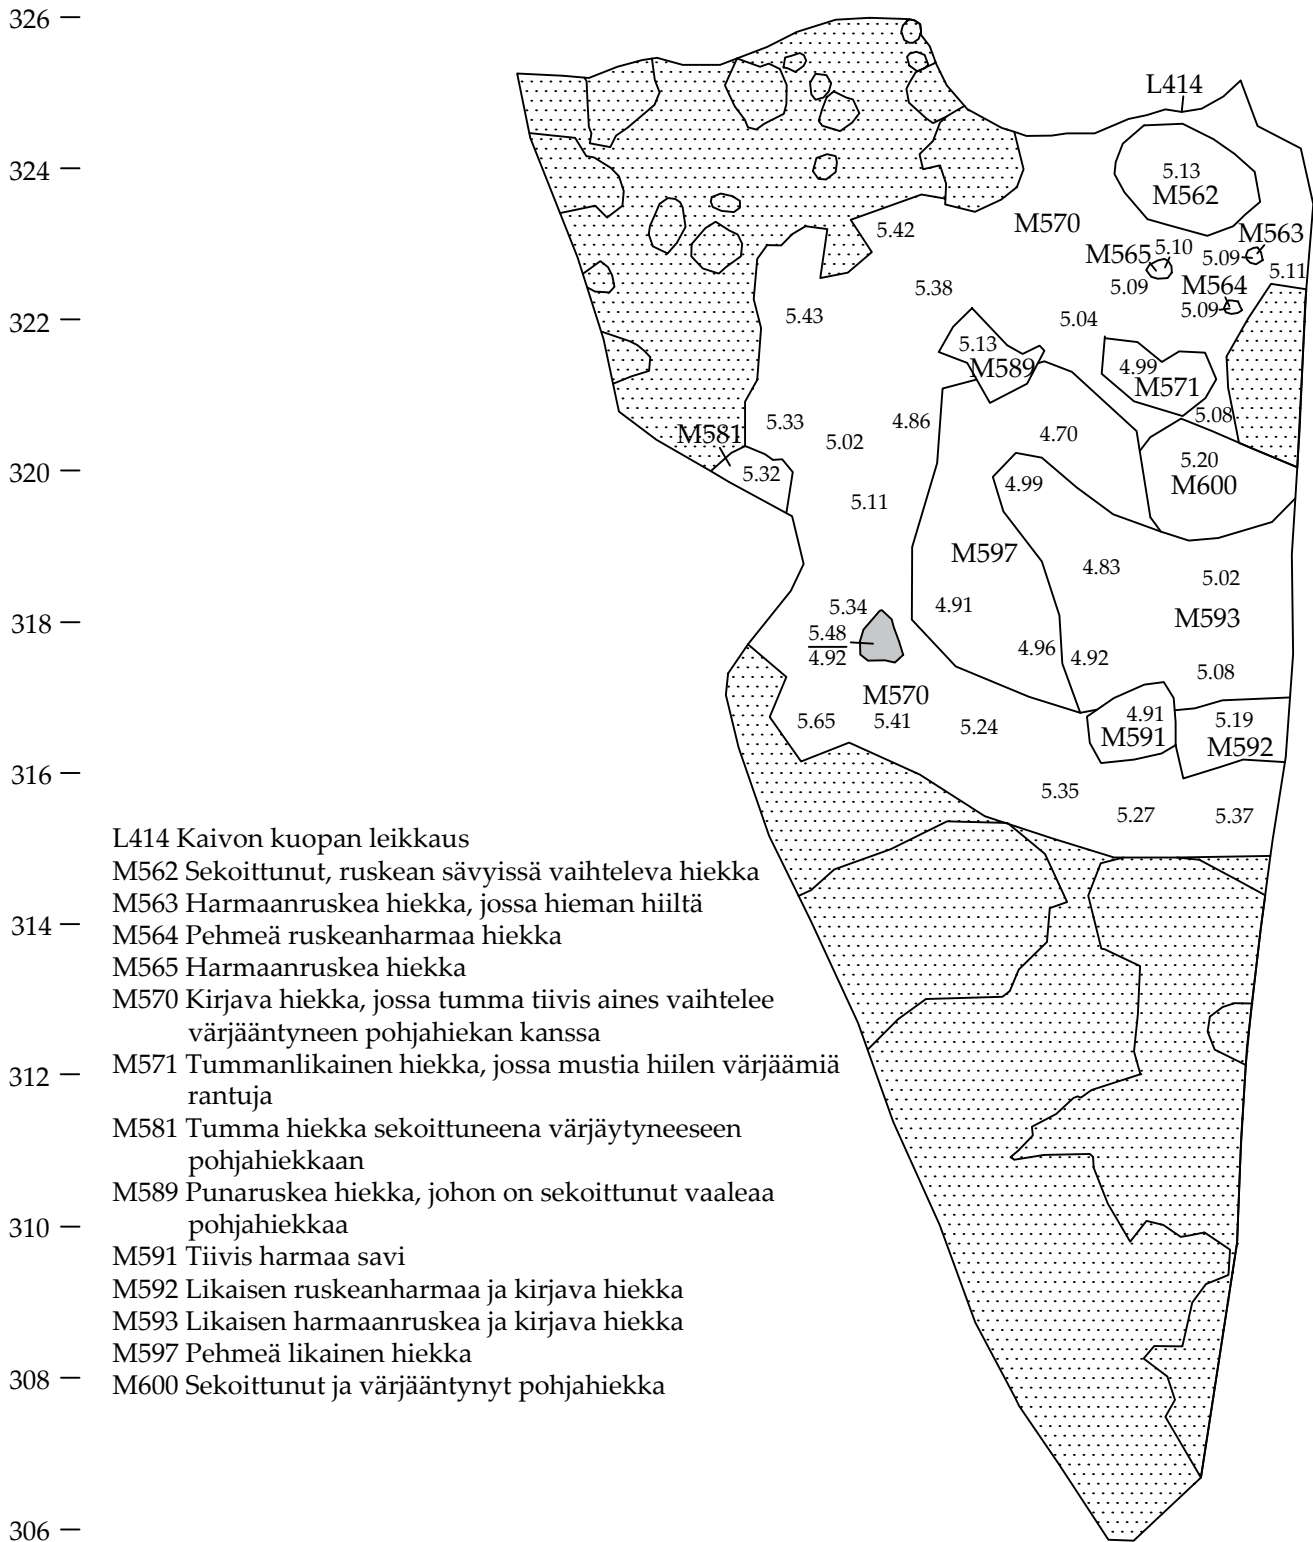 326
L414
324
5.13
M562
5.42
M570
M563
M565 5.10
5.09
5.11
5.09
M564
5.38
5.09
322
5.43
5.04
5.13
M589
4.99
M571
5.08
5.33
4.86
M581
5.02
4.70
320
5.32
5.20
M600
4.99
5.11
M597
4.83
5.02
318
5.34
4.91
M593
5.48
4.92
4.96
4.92
5.08
M570
5.65
5.41
5.24
4.91
M591
5.19
M592
316
5.35
5.27
5.37
L414 Kaivon kuopan leikkaus
M562 Sekoittunut, ruskean sävyissä vaihteleva hiekka
M563 Harmaanruskea hiekka, jossa hieman hiiltä
314
M564 Pehmeä ruskeanharmaa hiekka
M565 Harmaanruskea hiekka
M570 Kirjava hiekka, jossa tumma tiivis aines vaihtelee
värjääntyneen pohjahiekan kanssa
312
M571 Tummanlikainen hiekka, jossa mustia hiilen värjäämiä
rantuja
M581 Tumma hiekka sekoittuneena värjäytyneeseen
pohjahiekkaan
M589 Punaruskea hiekka, johon on sekoittunut vaaleaa
pohjahiekkaa
310
M591 Tiivis harmaa savi
M592 Likaisen ruskeanharmaa ja kirjava hiekka
M593 Likaisen harmaanruskea ja kirjava hiekka
M597 Pehmeä likainen hiekka
308
M600 Sekoittunut ja värjääntynyt pohjahiekka
306